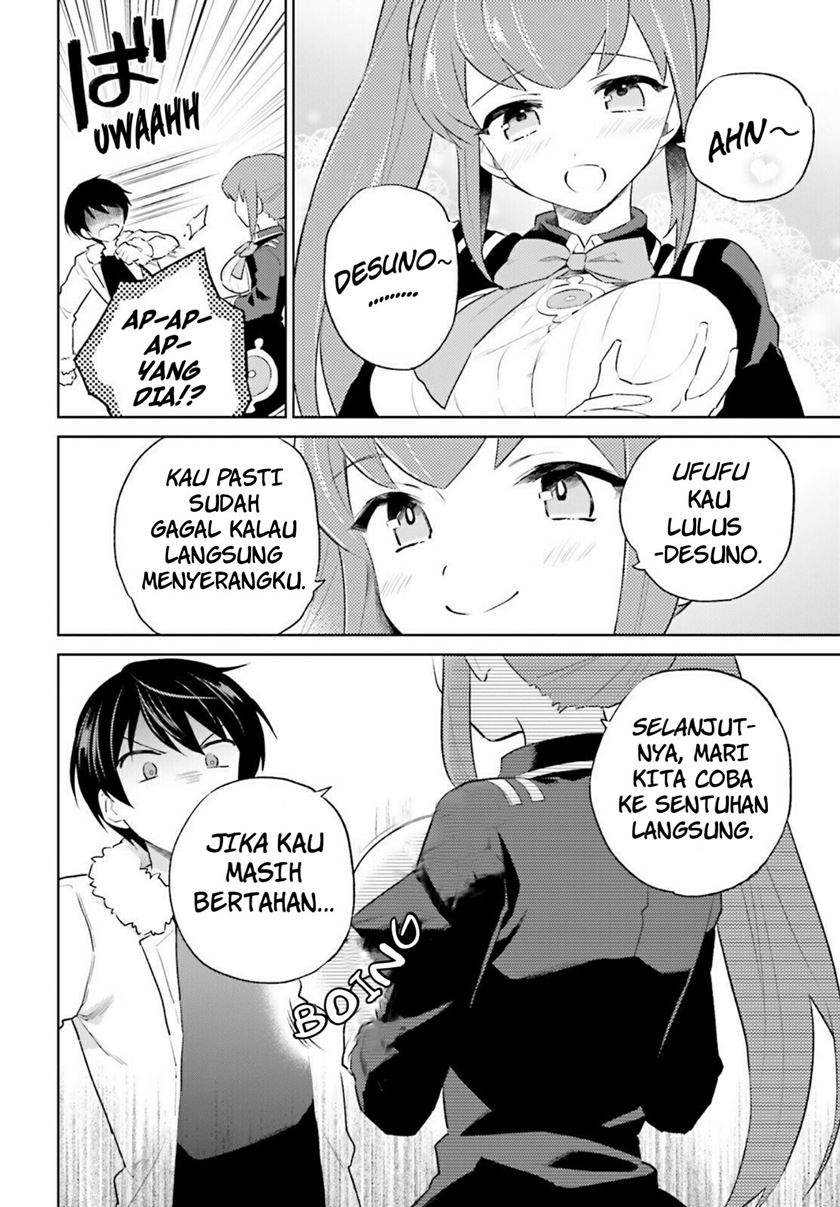 AHN~
DESUNO~
.........
ば
UWAAHH
AP-AP-
AP-
YANG
DIA!?
UFUFU
KAU
LULUS
-DESUNO.
KAU PASTI
SUDAH
GAGAL KALAU
LANGSUNG
MENYERANGKU.
SELANJUT-
NYA, MARI
KITA COBA
KE SENTUHAN
LANGSUNG.
JIKA KAU
MASIH
BERTAHAN...
BOING